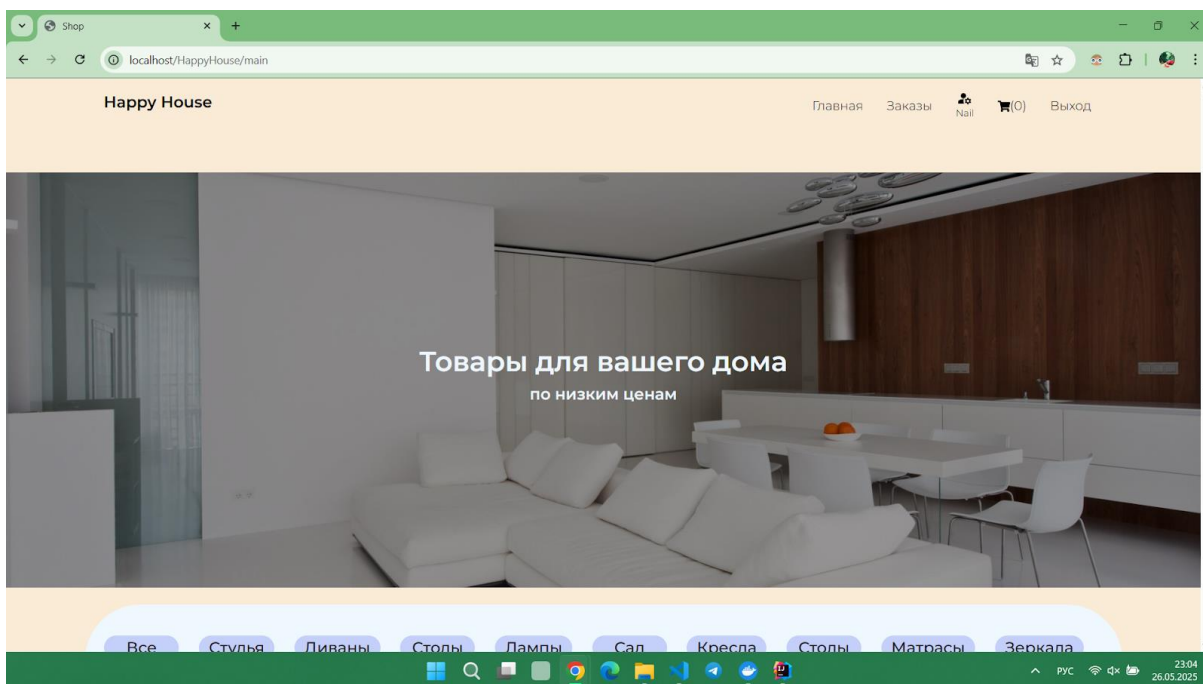 Shop
localhost/HappyHouse/main
Happy House
Главная Заказы Nail (0) Выход
Товары для вашего дома
по низким ценам
Все Стулья Диваны Столы Лампы Сад Кресла Столы Матрасы Зеркала
РУС 23:04
26.05.2025